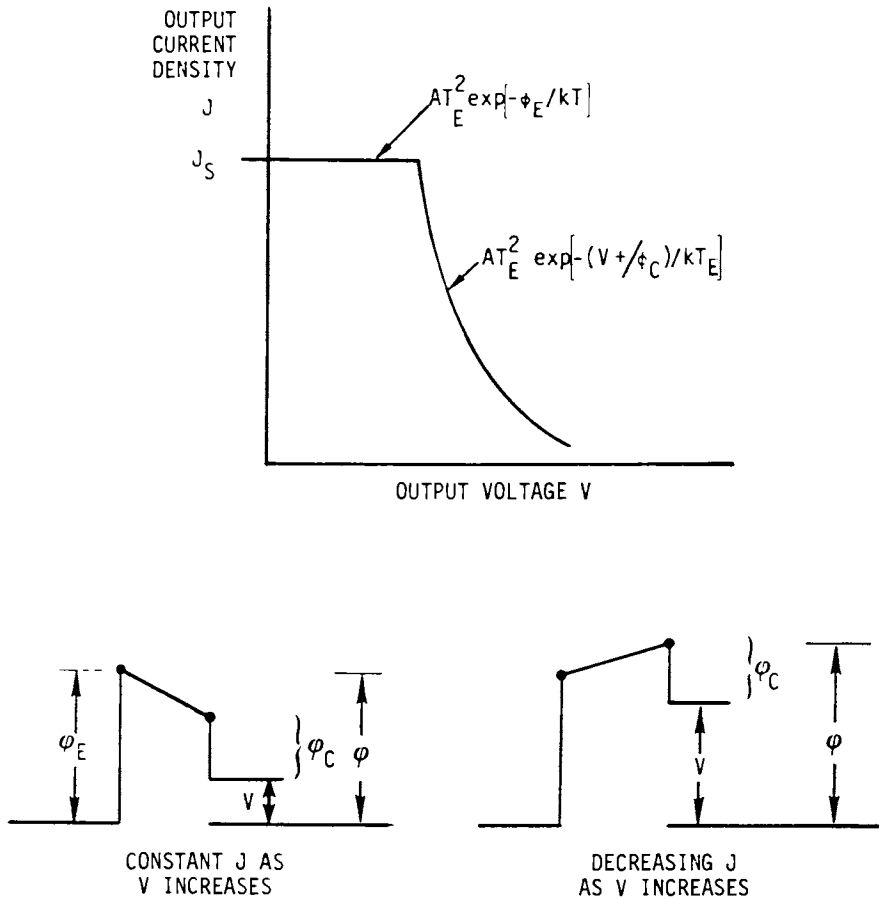 OUTPUT
CURRENT
DENSITY
J
J_S
AT_E^2 exp[-φ_E/kT]
AT_E^2 exp[-(V+/φ_C)/kT_E]
OUTPUT VOLTAGE V
φ_E
V
φ_C
φ
CONSTANT J AS
V INCREASES
V
φ_C
φ
DECREASING J
AS V INCREASES